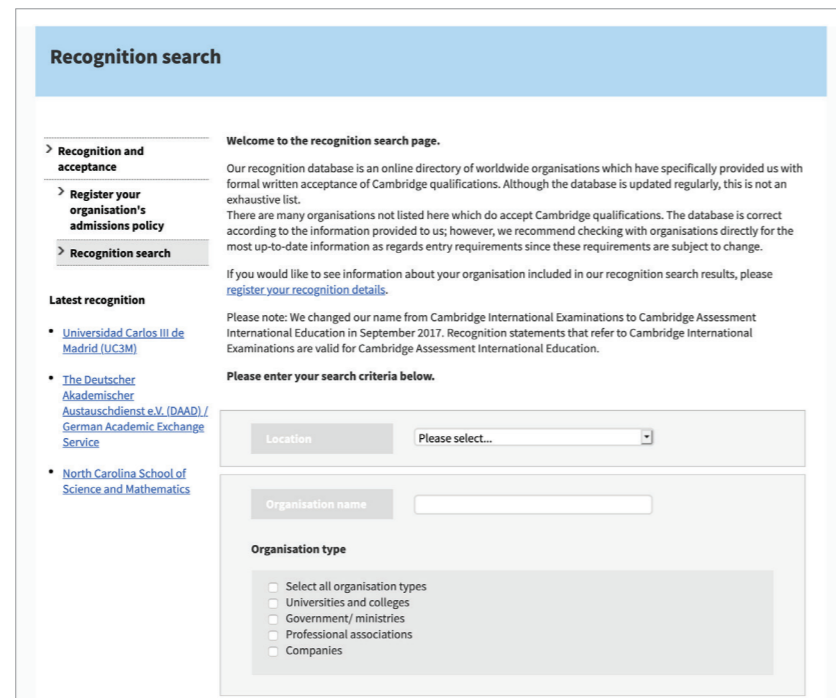 Recognition search
Recognition and
acceptance
Register your
organisation's
admissions policy
Recognition search
Latest recognition
Universidad Carlos III de
Madrid (UC3M)
The Deutscher
Akademischer
Austauschdienst e.V. (DAAD) /
German Academic Exchange
Service
North Carolina School of
Science and Mathematics
Welcome to the recognition search page.
Our recognition database is an online directory of worldwide organisations which have specifically provided us with
formal written acceptance of Cambridge qualifications. Although the database is updated regularly, this is not an
exhaustive list.
There are many organisations not listed here which do accept Cambridge qualifications. The database is correct
according to the information provided to us; however, we recommend checking with organisations directly for the
most up-to-date information as regards entry requirements since these requirements are subject to change.
If you would like to see information about your organisation included in our recognition search results, please
register your recognition details.
Please note: We changed our name from Cambridge International Examinations to Cambridge Assessment
International Education in September 2017. Recognition statements that refer to Cambridge International
Examinations are valid for Cambridge Assessment International Education.
Please enter your search criteria below.
Location Please select...
Organisation name
Organisation type
Select all organisation types
Universities and colleges
Government/ ministries
Professional associations
Companies